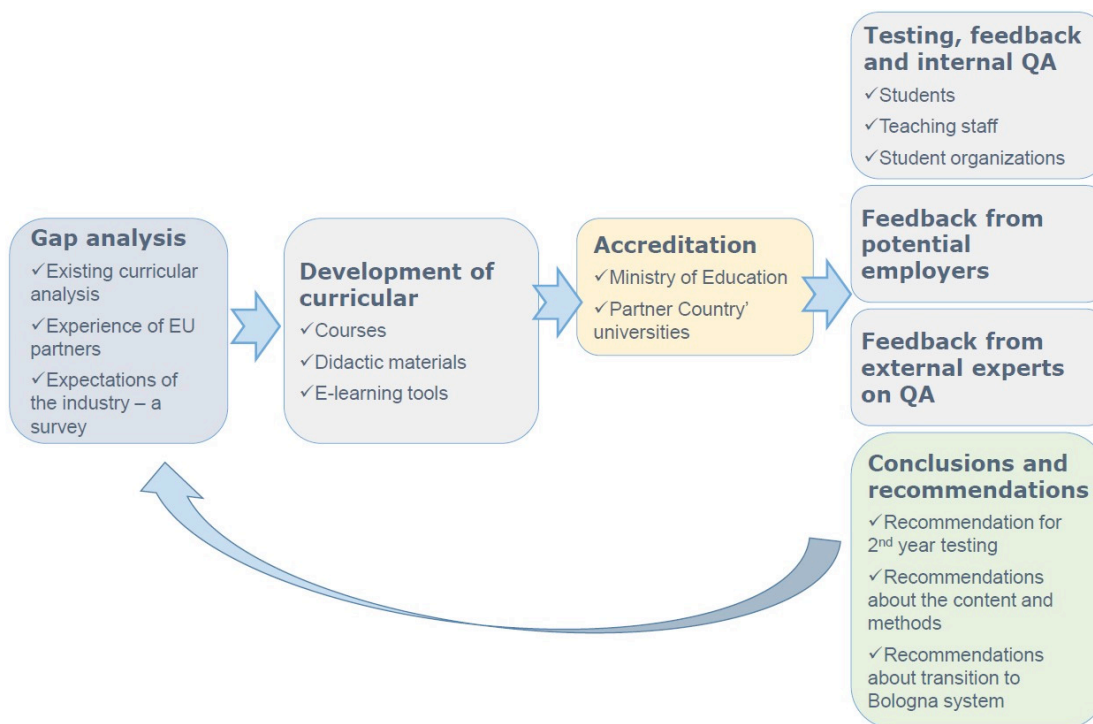 Gap analysis
✓Existing curricular
analysis
✓Experience of EU
partners
✓Expectations of
the industry – a
survey
Development of
curricular
✓Courses
✓Didactic materials
✓E-learning tools
Accreditation
✓Ministry of Education
✓Partner Country'
universities
Testing, feedback
and internal QA
✓Students
✓Teaching staff
✓Student organizations
Feedback from
potential
employers
Feedback from
external experts
on QA
Conclusions and
recommendations
✓Recommendation for
2nd year testing
✓Recommendations
about the content and
methods
✓Recommendations
about transition to
Bologna system